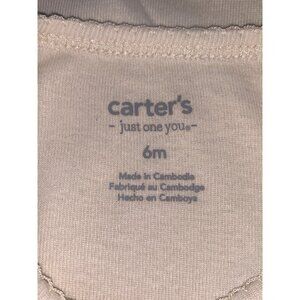 carter's
- just one you® -
6m
Made in Cambodia
Fabriqué au Cambodge
Hecho en Camboya